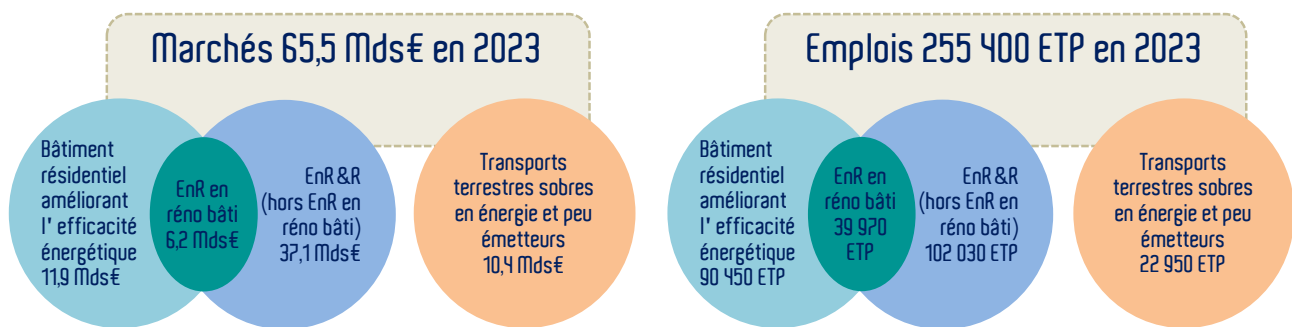 Marchés 65,5 Mds€ en 2023
Bâtiment
résidentiel
améliorant
l' efficacité
énergétique
11,9 Mds€
EnR en
réno bâti
6,2 Mds€
EnR &R
(hors EnR en
réno bâti)
37,1 Mds€
Transports
terrestres sobres
en énergie et peu
émetteurs
10,4 Mds€
Emplois 255 400 ETP en 2023
Bâtiment
résidentiel
améliorant
l' efficacité
énergétique
90 450 ETP
EnR en
réno bâti
39 970
ETP
EnR &R
(hors EnR en
réno bâti)
102 030 ETP
Transports
terrestres sobres
en énergie et peu
émetteurs
22 950 ETP